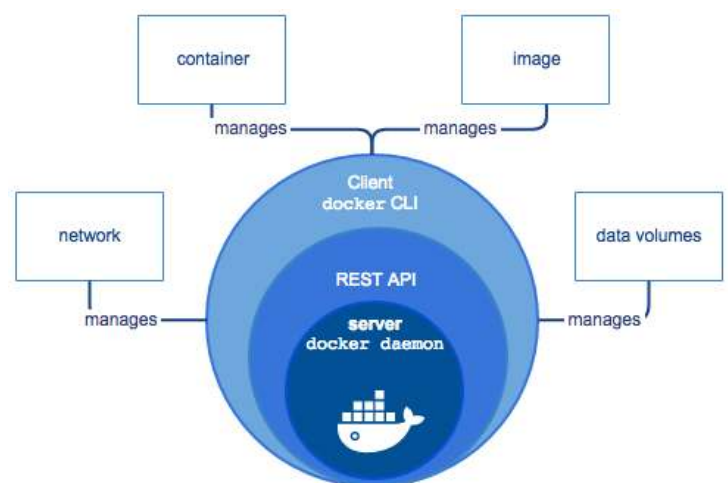 container
image
manages
manages
Client
docker CLI
network
data volumes
REST API
manages
server
manages
docker daemon